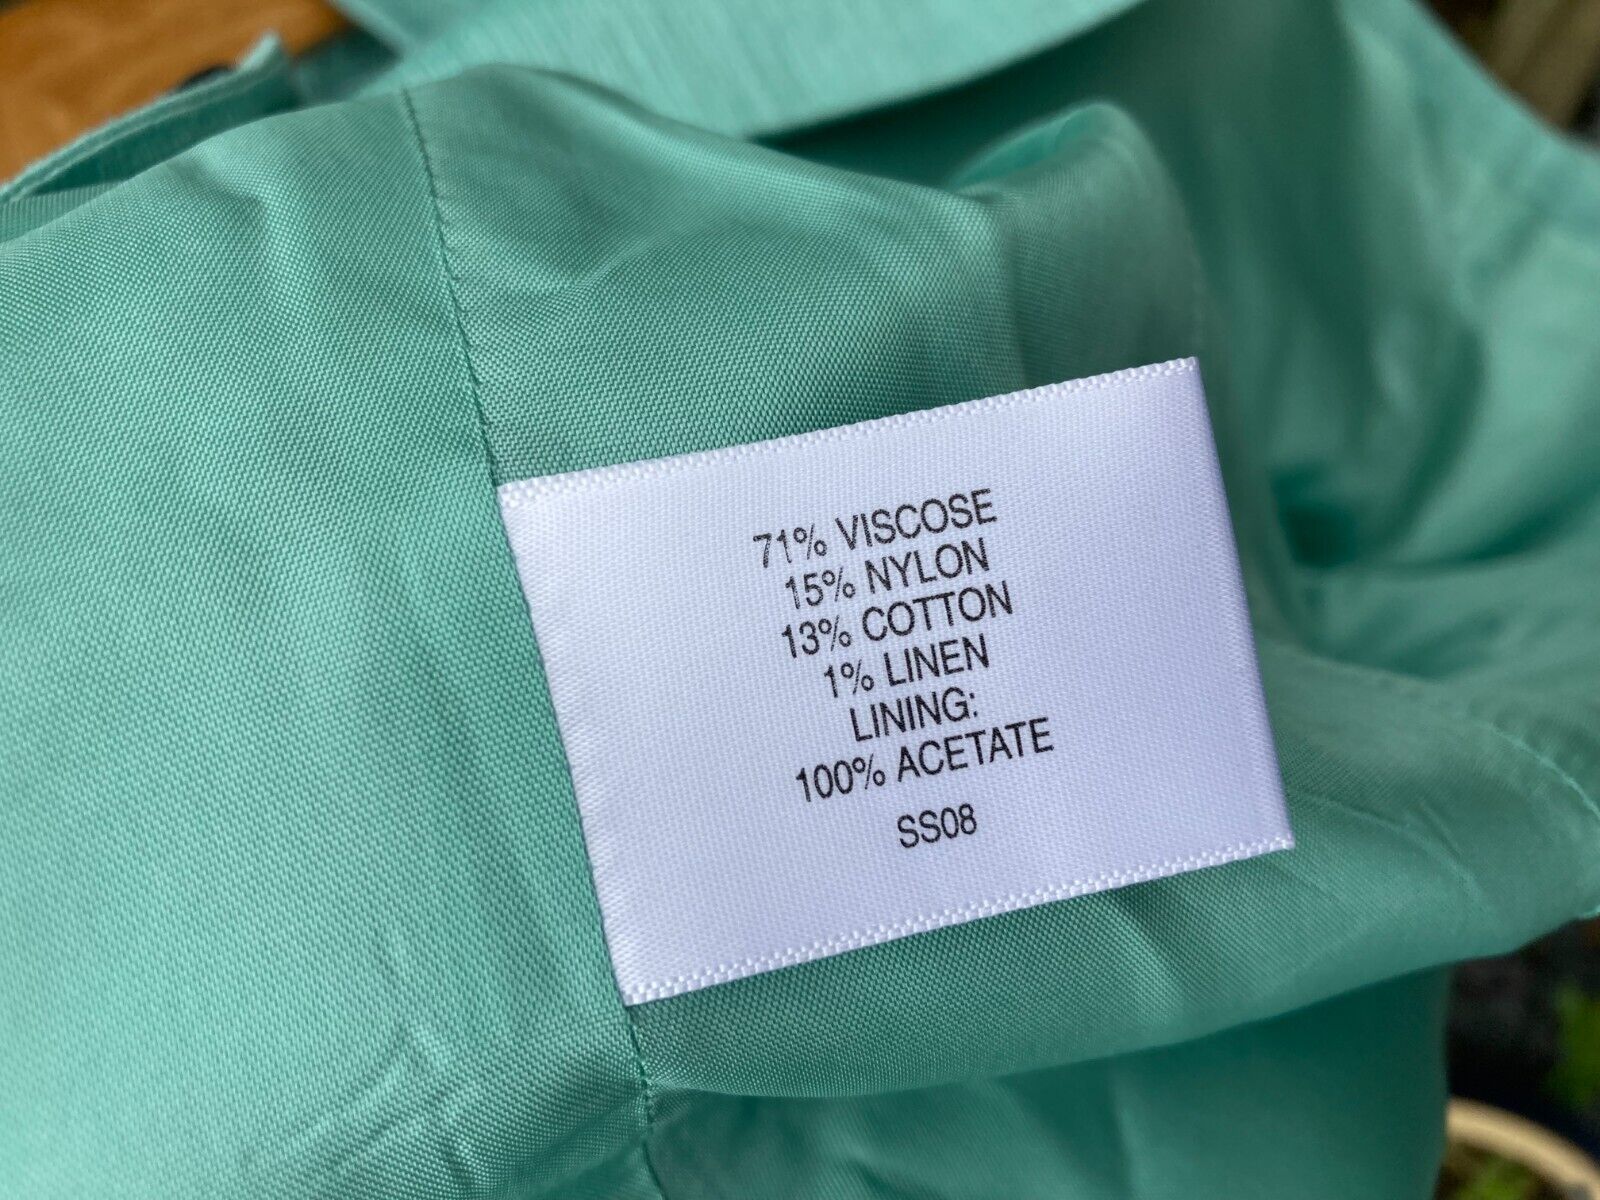 71% VISCOSE
15% NYLON
13% COTTON
1% LINEN
LINING:
100% ACETATE
SS08